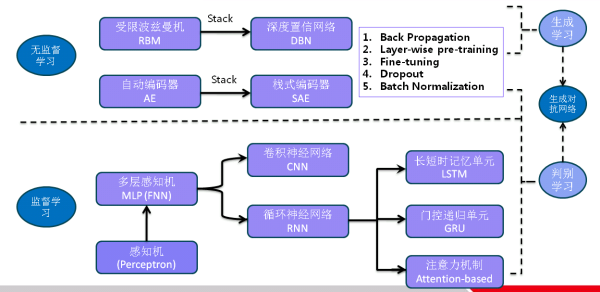 受限波兹曼机
RBM
Stack
深度置信网络
DBN
1. Back Propagation
2. Layer-wise pre-training
3. Fine-tuning
4. Dropout
5. Batch Normalization
生成
学习
无监督
学习
自动编码器
AE
Stack
栈式编码器
SAE
生成对
抗网络
卷积神经网络
CNN
多层感知机
MLP (FNN)
循环神经网络
RNN
感知机
(Perceptron)
监督学
习
长短时记忆单元
LSTM
门控递归单元
GRU
注意力机制
Attention-based
判别
学习